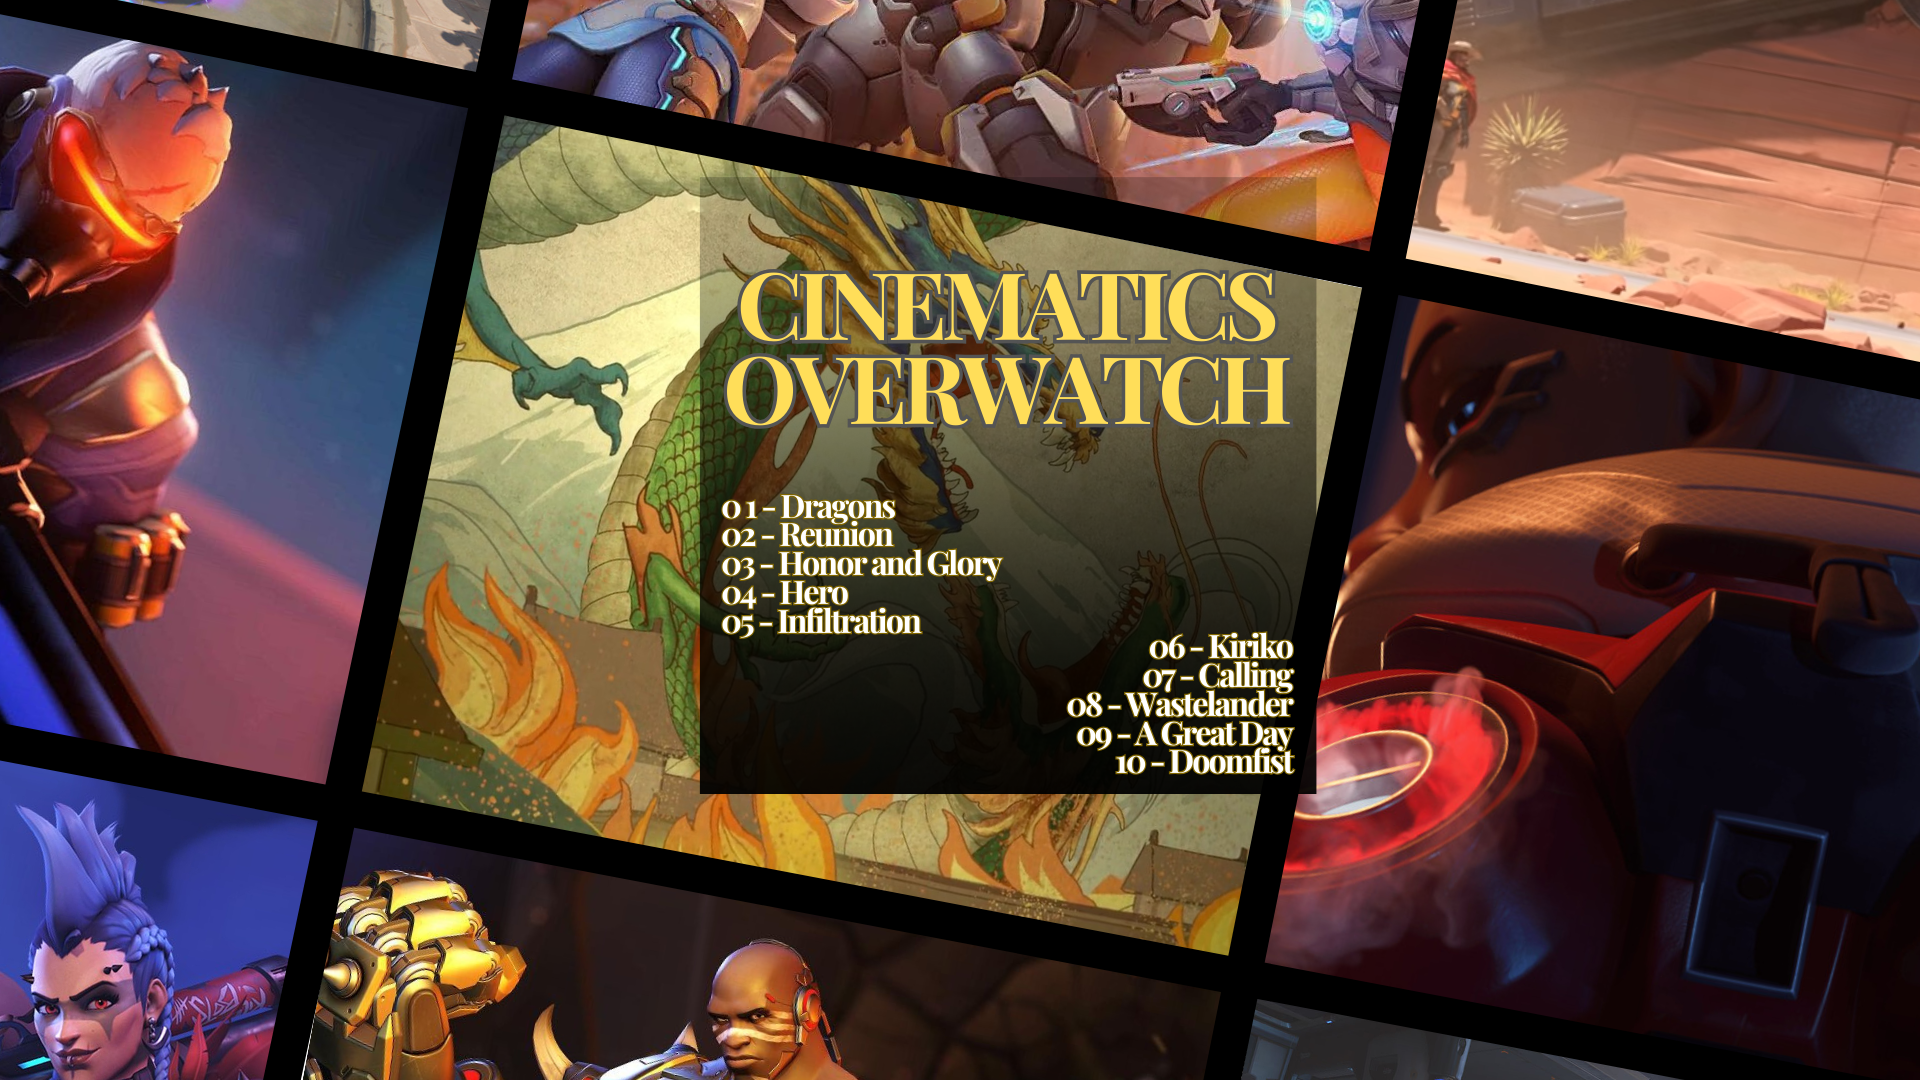 CINEMATICS
OVERWATCH
01 – Dragons
02 – Reunion
03 – Honor and Glory
04 – Hero
05 – Infiltration
06 – Kiriko
07 – Calling
08 – Wastelander
09 – A Great Day
10 – Doomfist